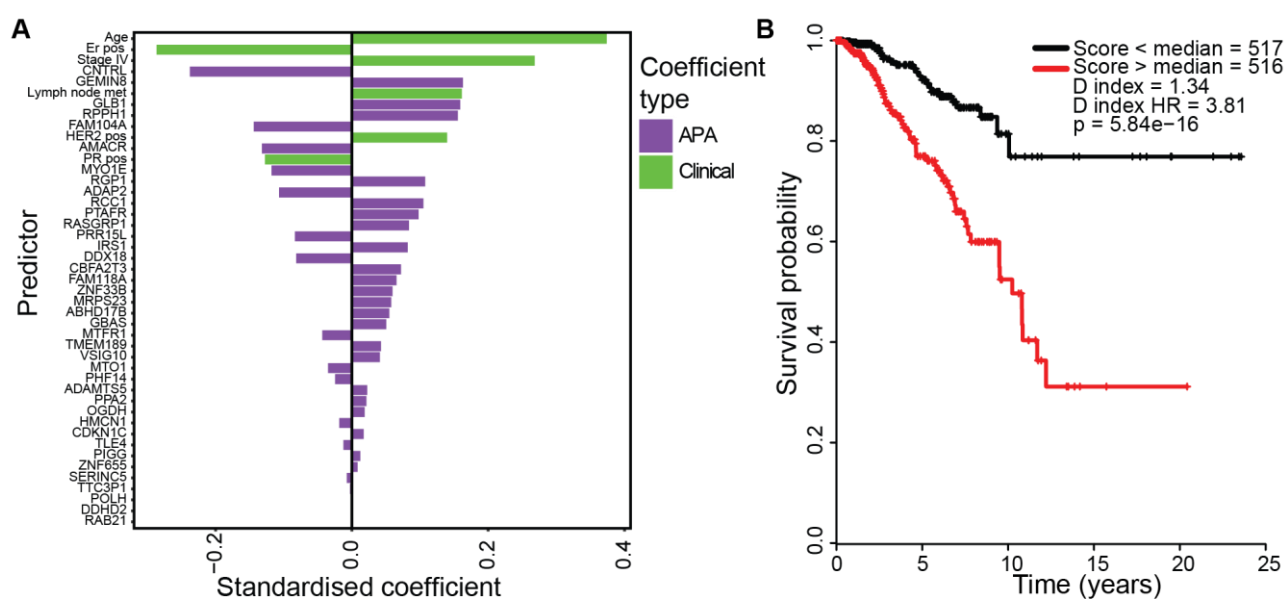 A
Predictor
Age
Er pos
Stage IV
CNTRL
GEMIN8
Lymph node met
GLB1
RPPH1
FAM104A
HER2 pos
AMACR
PR pos
MYO1E
RGP1
ADAP2
RCC1
PTAFR
RASGRP1
PRR15L
IRS1
DDX18
CBFA2T3
FAM118A
ZNF33B
MRPS23
ABHD17B
GBAS
MTFR1
TMEM189
VSIG10
MTO1
PHF14
ADAMTS5
PPA2
OGDH
HMCN1
CDKN1C
TLE4
PIGG
ZNF655
SERINC5
TTC3P1
POLH
DDHD2
RAB21
−0.2
0.0
0.2
0.4
Standardised coefficient
Coefficient
type
APA
Clinical
B
Survival probability
1.0
0.8
0.6
0.4
0.2
0.0
Score < median = 517
Score > median = 516
D index = 1.34
D index HR = 3.81
p = 5.84e−16
0
5
10
15
20
25
Time (years)